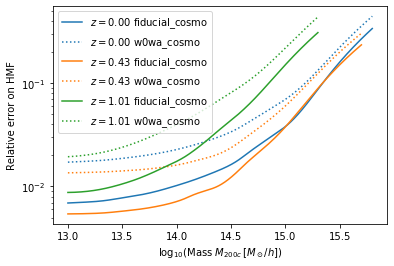 z = 0.00 fiducial_cosmo
z = 0.00 w0wa_cosmo
z = 0.43 fiducial_cosmo
z = 0.43 w0wa_cosmo
z = 1.01 fiducial_cosmo
z = 1.01 w0wa_cosmo
Relative error on HMF
10⁻¹
10⁻²
13.0 13.5 14.0 14.5 15.0 15.5
log₁₀(Mass M₂₀₀c [M⊙/h])